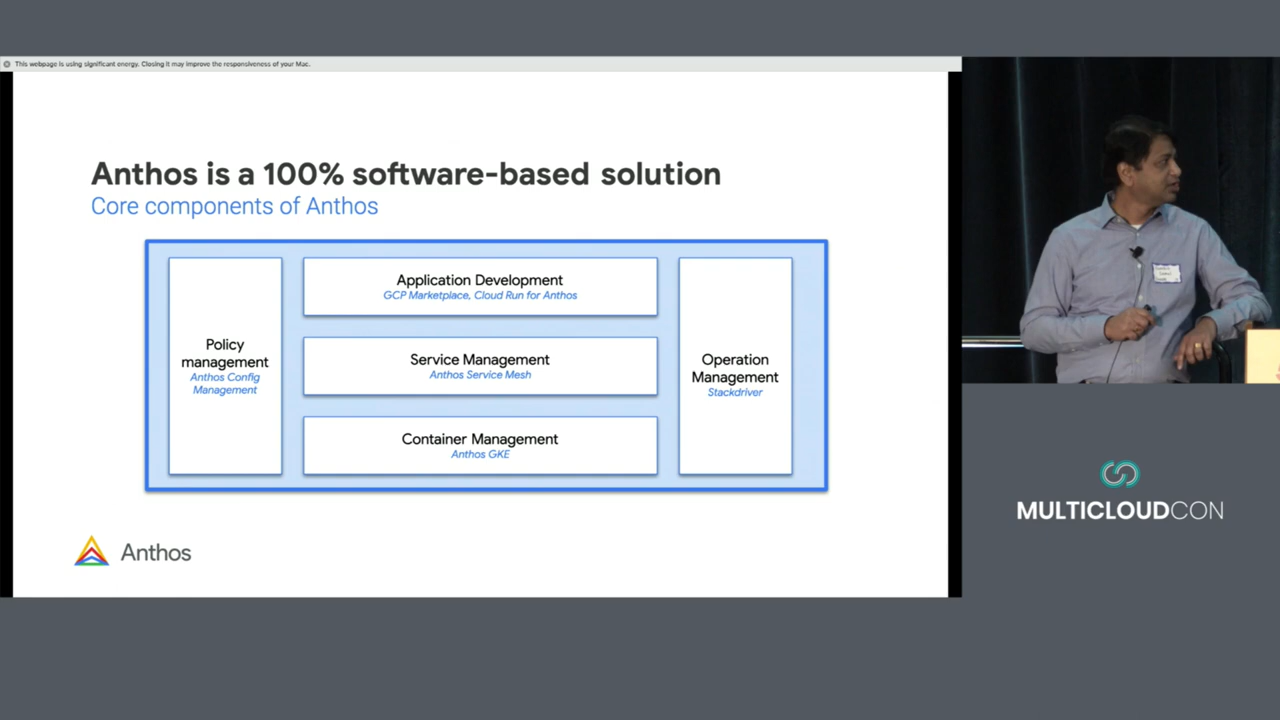 This webpage is using significant energy. Closing it may improve the responsiveness of your Mac.
Anthos is a 100% software-based solution
Core components of Anthos
Policy
management
Anthos Config
Management
Application Development
GCP Marketplace, Cloud Run for Anthos
Service Management
Anthos Service Mesh
Container Management
Anthos GKE
Operation
Management
Stackdriver
Anthos
MULTICLOUDCON